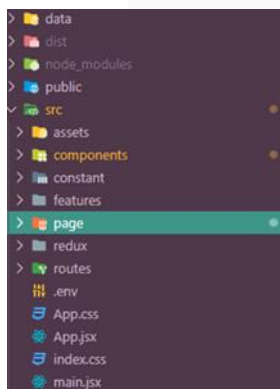 data
dist
node_modules
public
src
assets
components
constant
features
page
redux
routes
.env
App.css
App.jsx
index.css
main.jsx